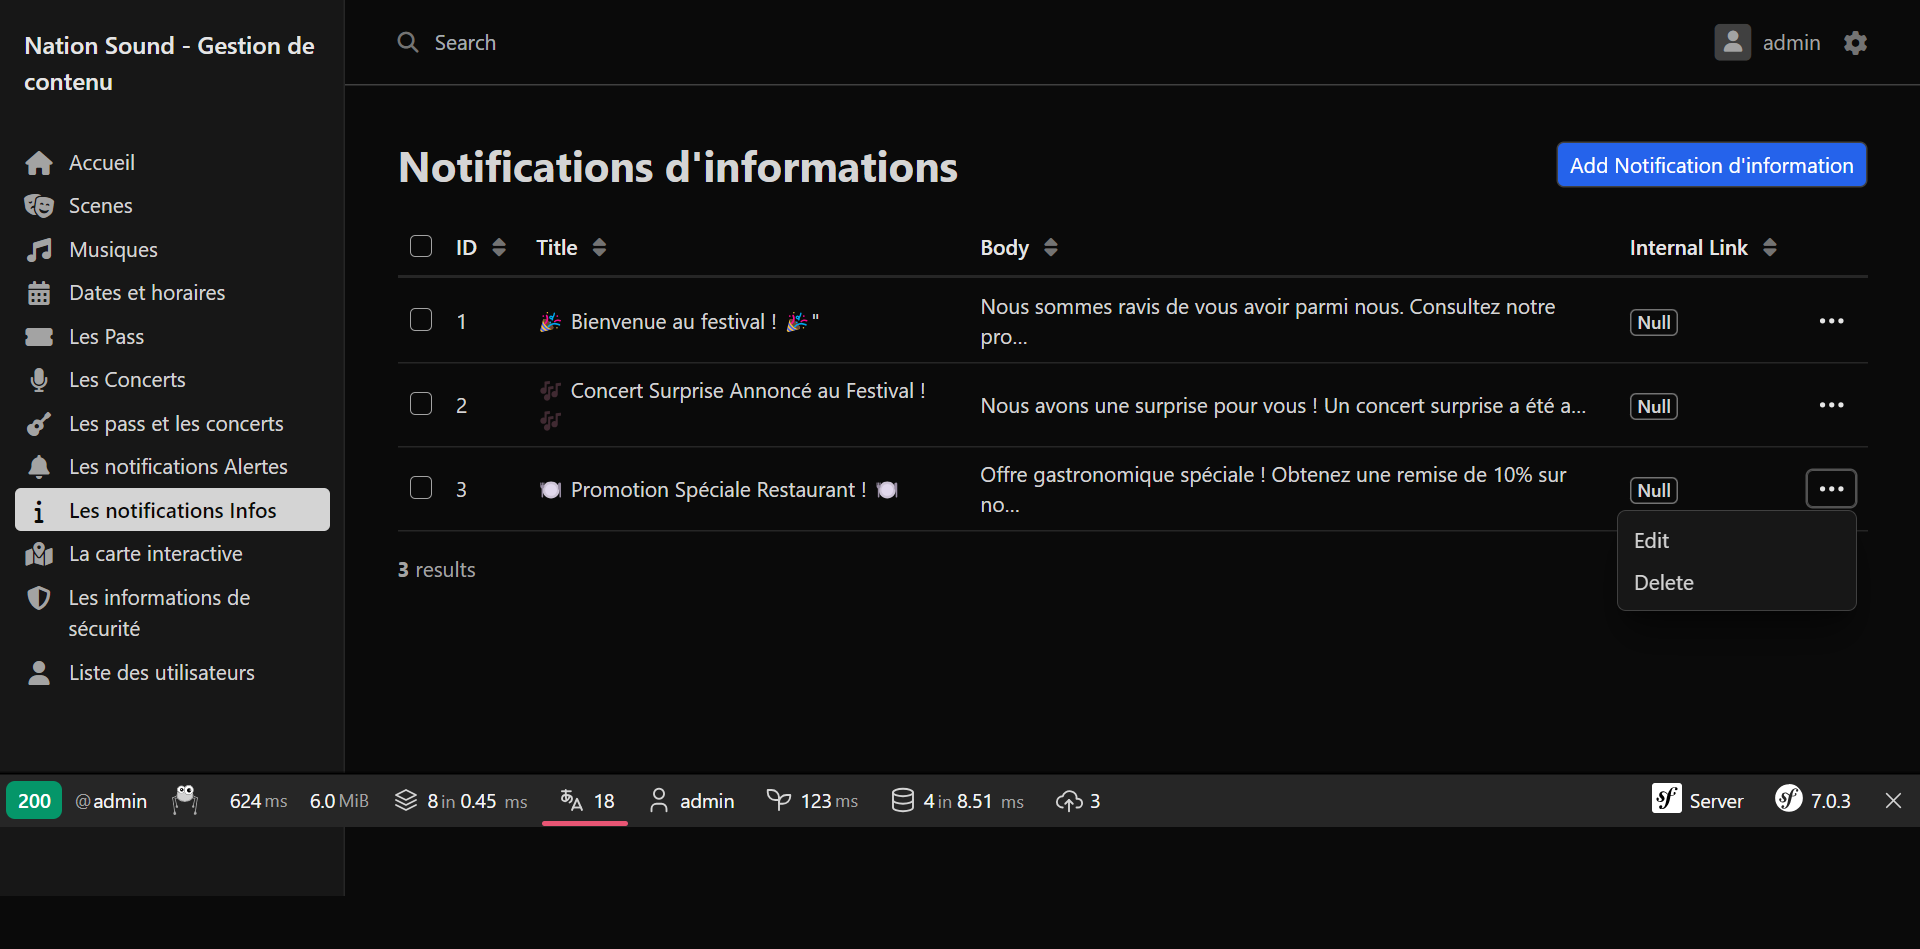 Nation Sound - Gestion de
contenu
Search
admin
Accueil
Scenes
Musiques
Dates et horaires
Les Pass
Les Concerts
Les pass et les concerts
Les notifications Alertes
Les notifications Infos
La carte interactive
Les informations de
sécurité
Liste des utilisateurs
Notifications d'informations
Add Notification d'information
ID Title Body Internal Link
1 🎉 Bienvenue au festival ! 🎉" Nous sommes ravis de vous avoir parmi nous. Consultez notre
pro... Null
2 🎶 Concert Surprise Annoncé au Festival !
🎶 Nous avons une surprise pour vous ! Un concert surprise a été a... Null
3 🍽️ Promotion Spéciale Restaurant ! 🍽️ Offre gastronomique spéciale ! Obtenez une remise de 10% sur
no... Null
Edit
Delete
3 results
200 @admin 624 ms 6.0 MiB 8 in 0.45 ms 18 admin 123 ms 4 in 8.51 ms 3 Server 7.0.3